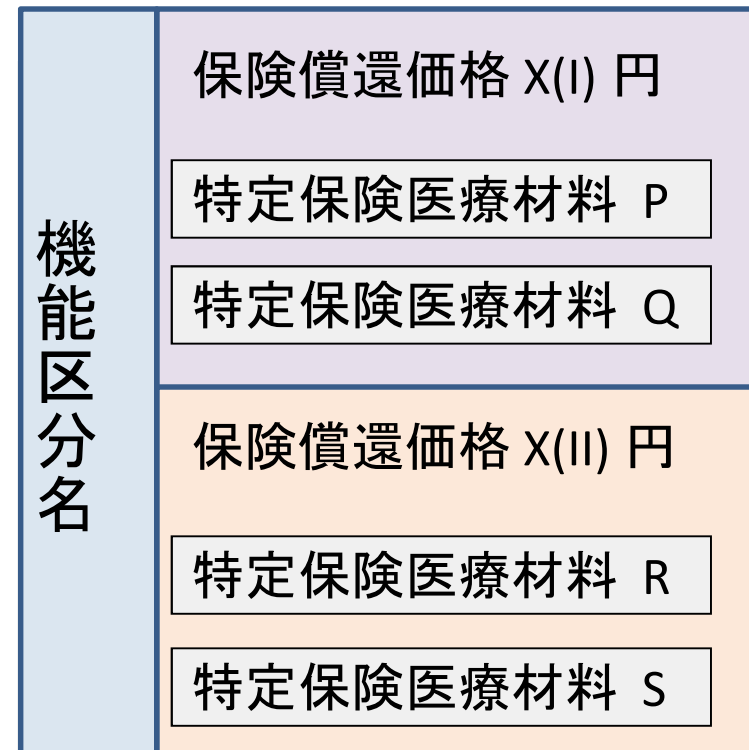 機能区分名
保険償還価格 X(I) 円
特定保険医療材料 P
特定保険医療材料 Q
保険償還価格 X(II) 円
特定保険医療材料 R
特定保険医療材料 S